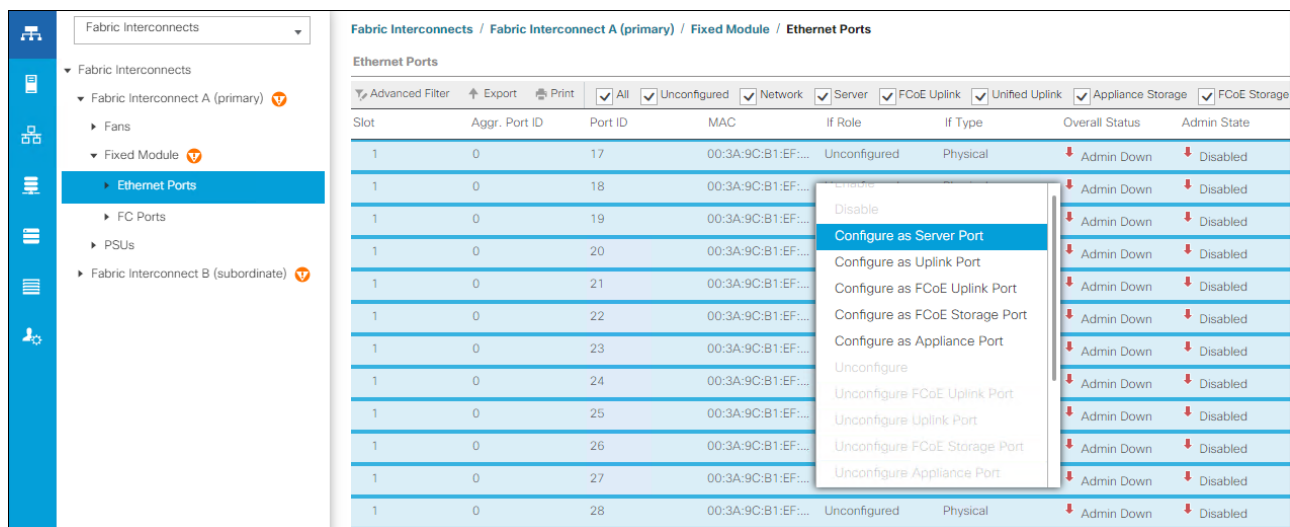 Fabric Interconnects
Fabric Interconnects
Fabric Interconnect A (primary)
Fans
Fixed Module
Ethernet Ports
FC Ports
PSUs
Fabric Interconnect B (subordinate)
Fabric Interconnects / Fabric Interconnect A (primary) / Fixed Module / Ethernet Ports
Ethernet Ports
Advanced Filter Export Print All Unconfigured Network Server FCoE Uplink Unified Uplink Appliance Storage FCoE Storage
Slot Aggr. Port ID Port ID MAC If Role If Type Overall Status Admin State
1 0 17 00:3A:9C:B1:EF:... Unconfigured Physical Admin Down Disabled
1 0 18 00:3A:9C:B1:EF:... Admin Down Disabled
1 0 19 00:3A:9C:B1:EF:... Admin Down Disabled
1 0 20 00:3A:9C:B1:EF:... Admin Down Disabled
1 0 21 00:3A:9C:B1:EF:... Admin Down Disabled
1 0 22 00:3A:9C:B1:EF:... Admin Down Disabled
1 0 23 00:3A:9C:B1:EF:... Admin Down Disabled
1 0 24 00:3A:9C:B1:EF:... Admin Down Disabled
1 0 25 00:3A:9C:B1:EF:... Admin Down Disabled
1 0 26 00:3A:9C:B1:EF:... Admin Down Disabled
1 0 27 00:3A:9C:B1:EF:... Admin Down Disabled
1 0 28 00:3A:9C:B1:EF:... Unconfigured Physical Admin Down Disabled
Disable
Configure as Server Port
Configure as Uplink Port
Configure as FCoE Uplink Port
Configure as FCoE Storage Port
Configure as Appliance Port
Unconfigure
Unconfigure FCoE Uplink Port
Unconfigure Uplink Port
Unconfigure FCoE Storage Port
Unconfigure Appliance Port